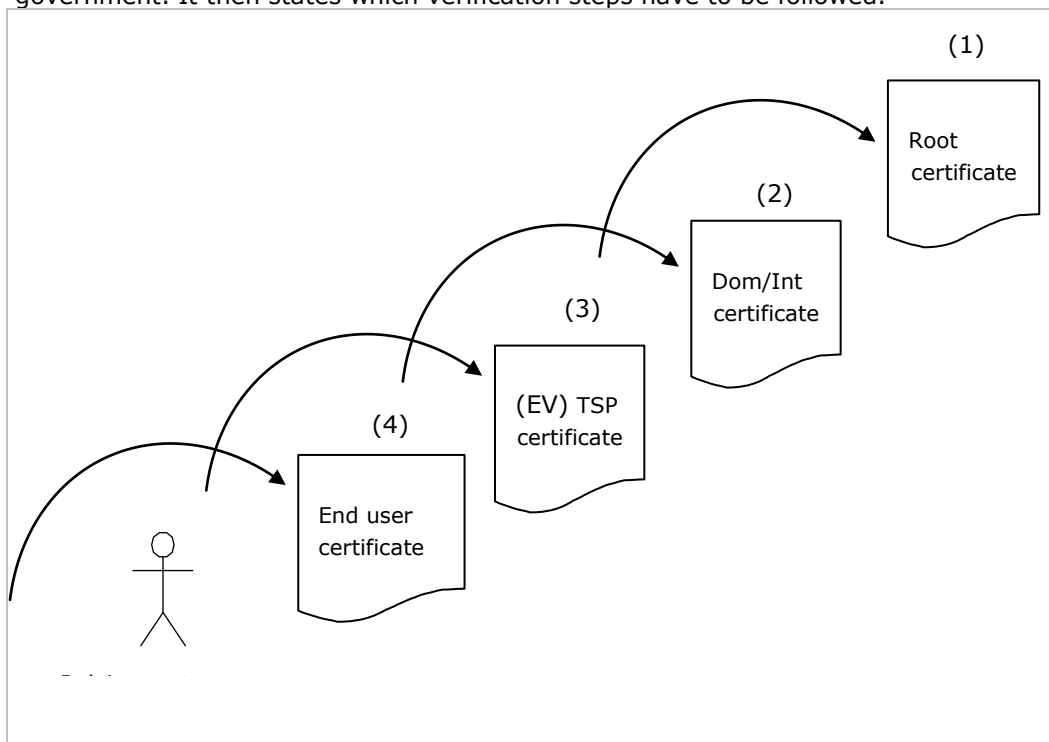 government. It then states which verification steps have to be followed.
(1)
Root
certificate
(2)
Dom/Int
certificate
(3)
(EV) TSP
certificate
(4)
End user
certificate